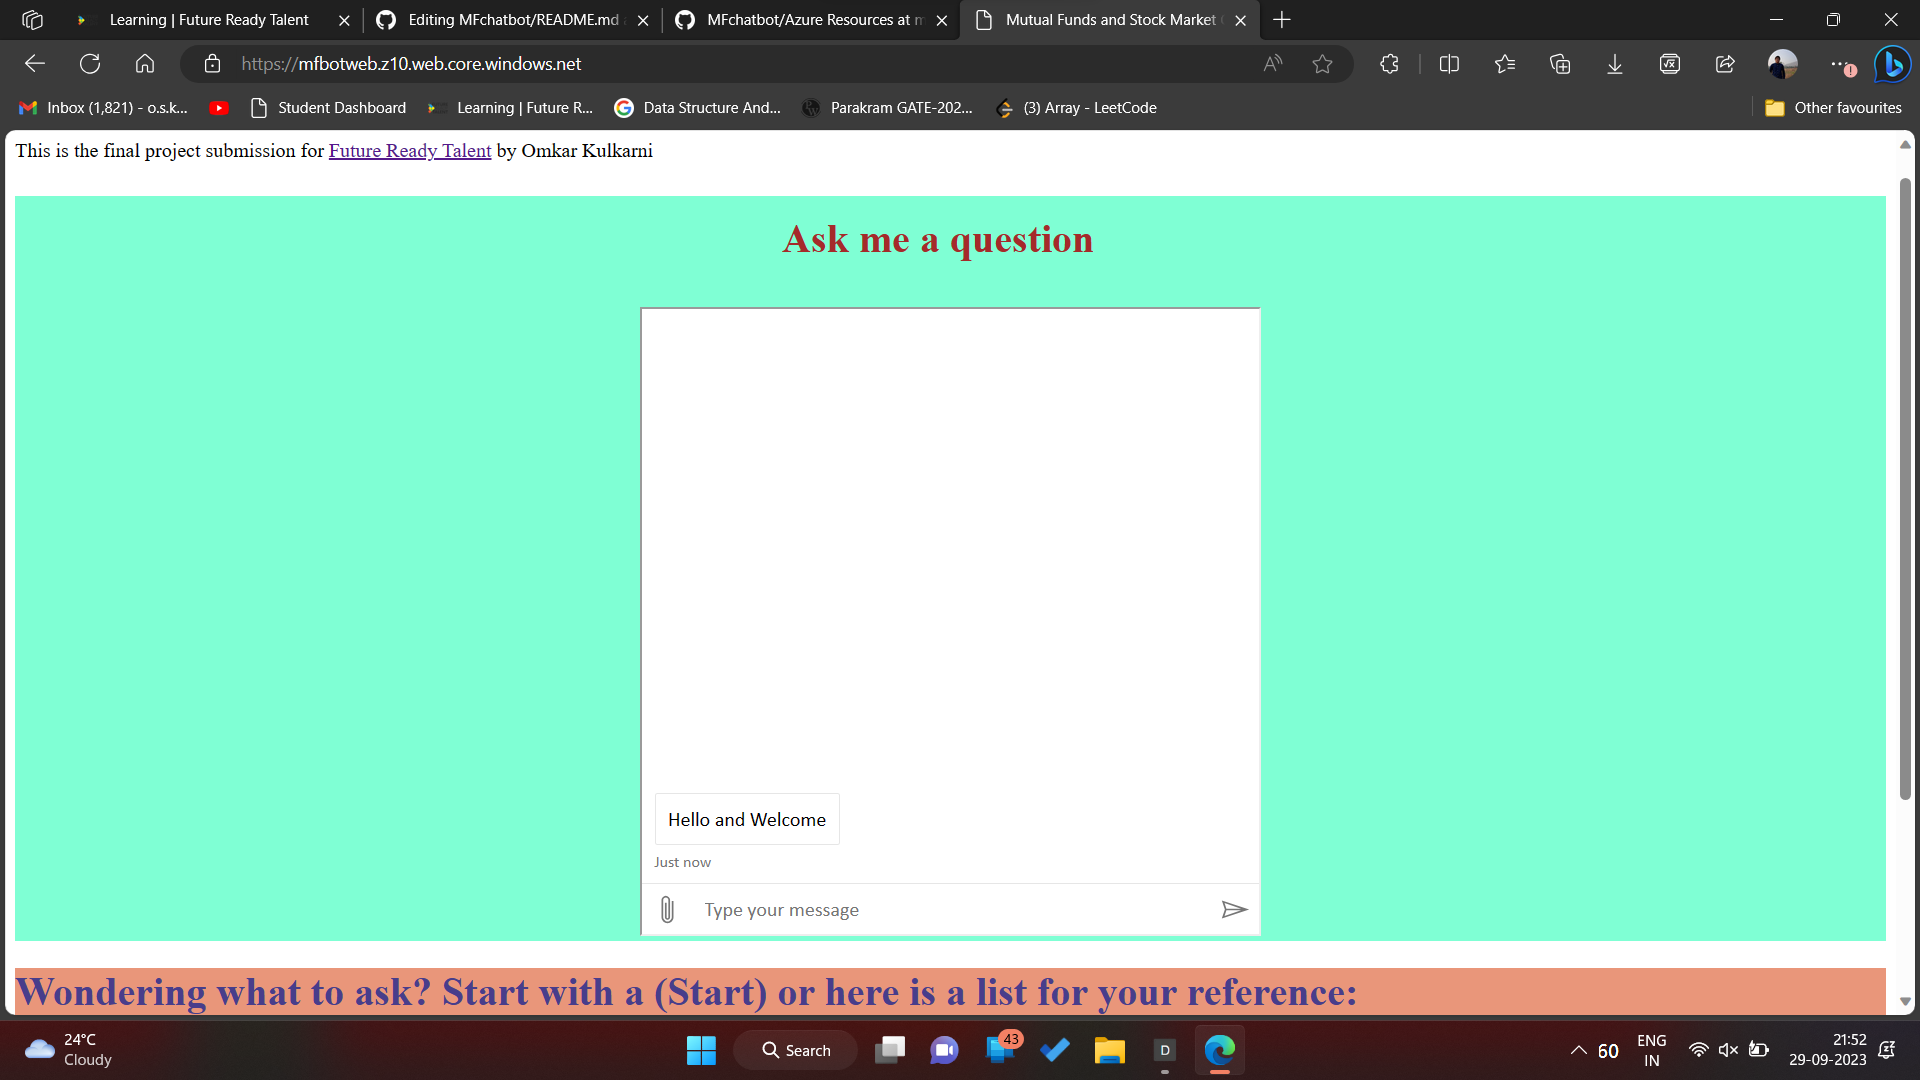 Learning | Future Ready Talent
Editing MFchatbot/README.md
MFchatbot/Azure Resources at m
Mutual Funds and Stock Market
https://mfbotweb.z10.web.core.windows.net
Inbox (1,821) - o.s.k...
Student Dashboard
Learning | Future R...
Data Structure And...
Parakram GATE-202...
(3) Array - LeetCode
Other favourites
This is the final project submission for Future Ready Talent by Omkar Kulkarni
Ask me a question
Hello and Welcome
Just now
Type your message
Wondering what to ask? Start with a (Start) or here is a list for your reference:
24°C
Cloudy
Search
43
D
60
ENG
IN
21:52
29-09-2023